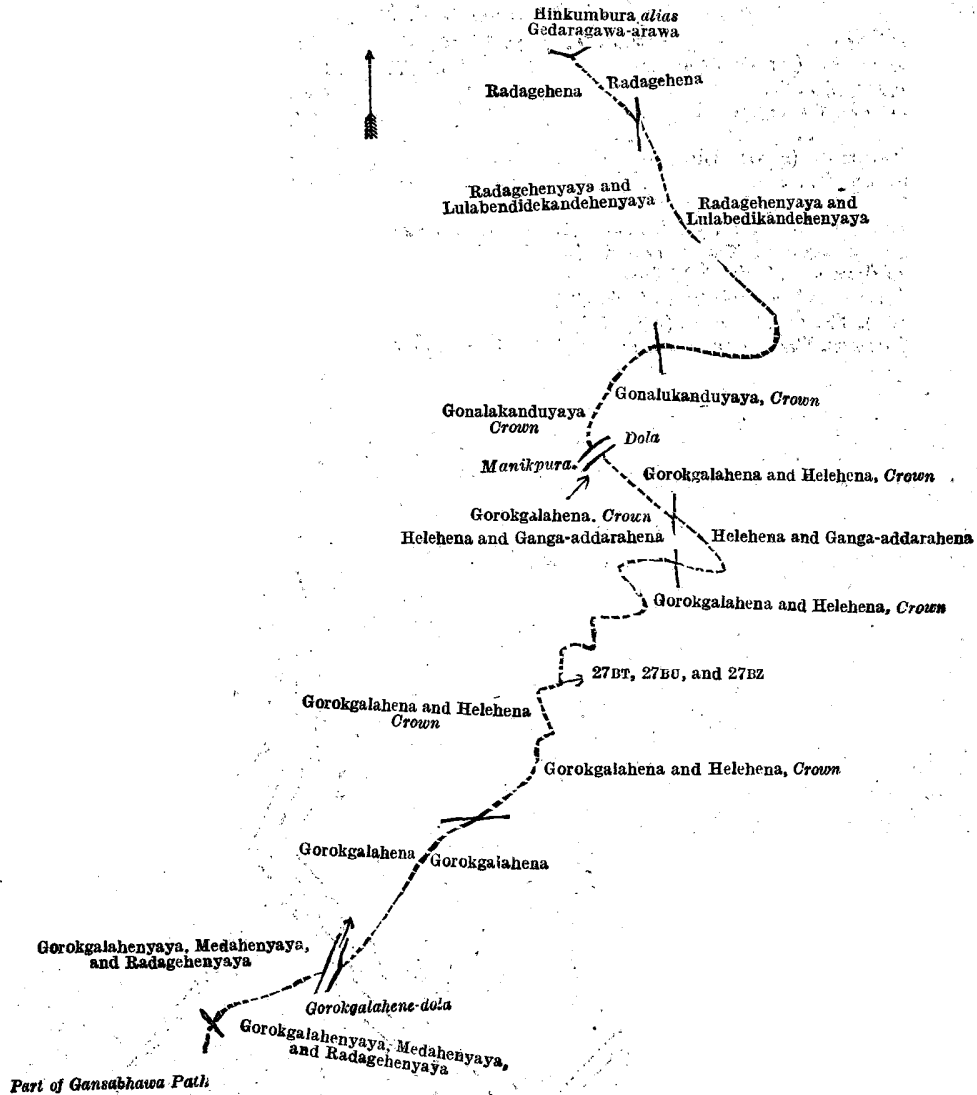 Hinkumbura alias
Gedaragawa-arawa
Radagehena
Radagehena
Radagehenyaya and
Lulabendidekandehenyaya
Radagehenyaya and
Lulabedikandehenyaya
Gonalukanduyaya, Crown
Gonalakanduyaya
Crown
Dola
Manikpura.
Gorokgalahena and Helehena, Crown
Gorokgalahena. Crown
Helehena and Ganga-addarahena
Helehena and Ganga-addarahena
Gorokgalahena and Helehena, Crown
27BT, 27BU, and 27BZ
Gorokgalahena and Helehena
Crown
Gorokgalahena and Helehena, Crown
Gorokgalahena
Gorokgalahena
Gorokgalahenyaya, Medahenyaya,
and Radagehenyaya
Gorokgalahene-dola
Gorokgalahenyaya, Medahenyaya,
and Radagehenyaya
Part of Gansabhawa Path